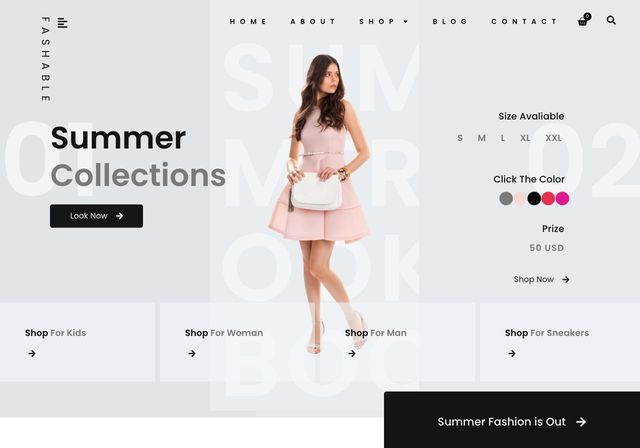 FASHABLE
HOME ABOUT SHOP BLOG CONTACT 0
SUM
MER
OOK
BOO
01
02
Summer
Collections
Look Now
Size Avaliable
S M L XL XXL
Click The Color
Prize
50 USD
Shop Now
Shop For Kids
Shop For Woman
Shop For Man
Shop For Sneakers
Summer Fashion is Out